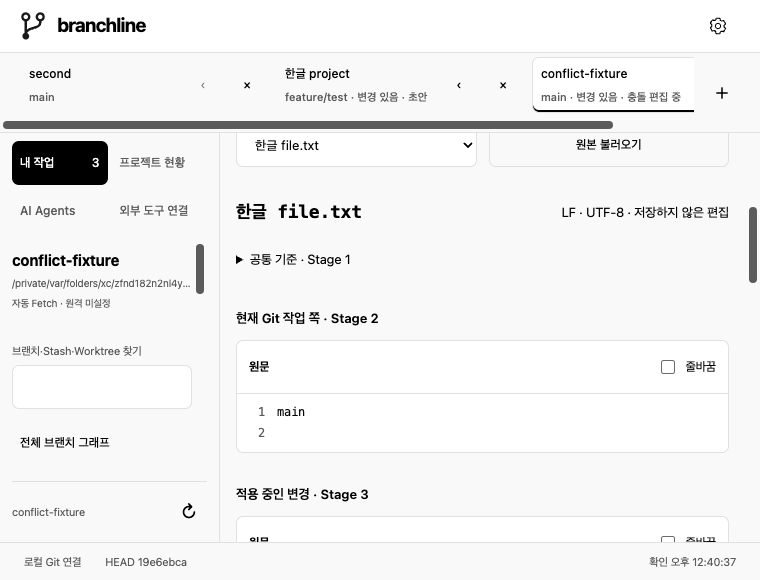 branchline
second
main
한글 project
feature/test · 변경 있음 · 초안
conflict-fixture
main · 변경 있음 · 충돌 편집 중
내 작업 3
프로젝트 현황
AI Agents
외부 도구 연결
conflict-fixture
/private/var/folders/xc/zfnd182n2nl4y...
자동 Fetch · 원격 미설정
브랜치·Stash·Worktree 찾기
전체 브랜치 그래프
conflict-fixture
한글 file.txt
원본 불러오기
한글 file.txt
LF · UTF-8 · 저장하지 않은 편집
공통 기준 · Stage 1
현재 Git 작업 쪽 · Stage 2
원문
줄바꿈
1 main
2
적용 중인 변경 · Stage 3
원문
줄바꿈
로컬 Git 연결
HEAD 19e6ebca
확인 오후 12:40:37